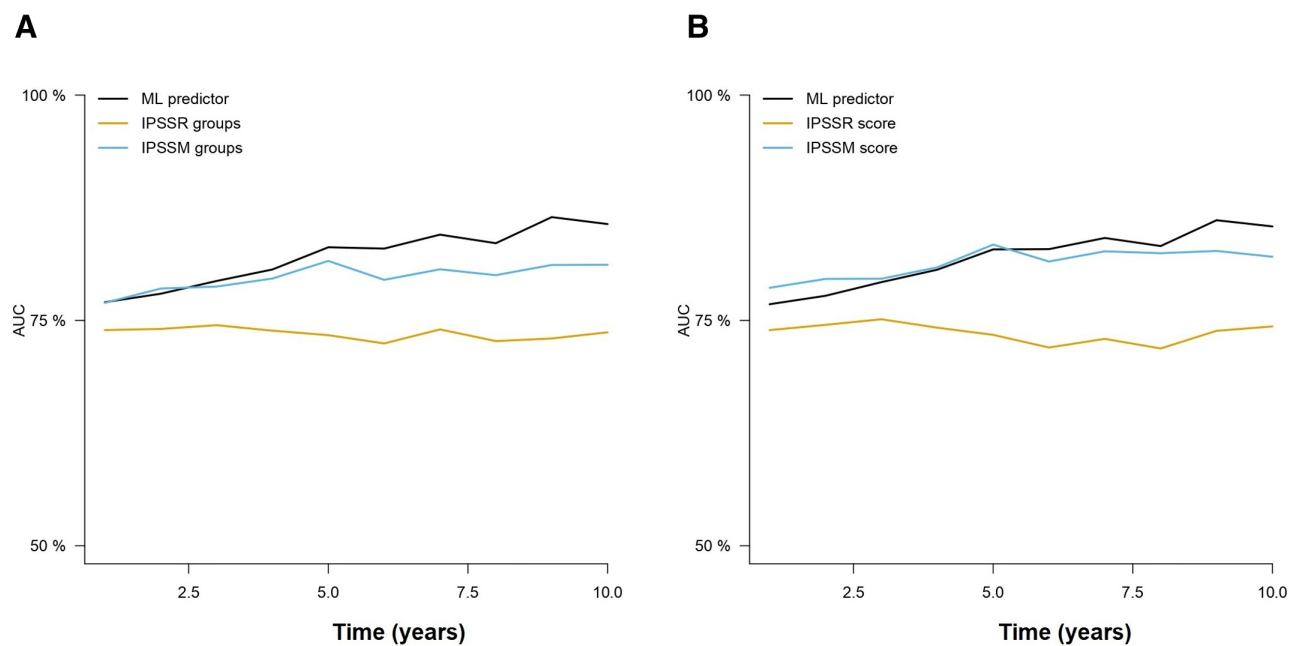 A
100 %
75 %
50 %
AUC
ML predictor
IPSSR groups
IPSSM groups
2.5 5.0 7.5 10.0
Time (years)
B
100 %
75 %
50 %
AUC
ML predictor
IPSSR score
IPSSM score
2.5 5.0 7.5 10.0
Time (years)